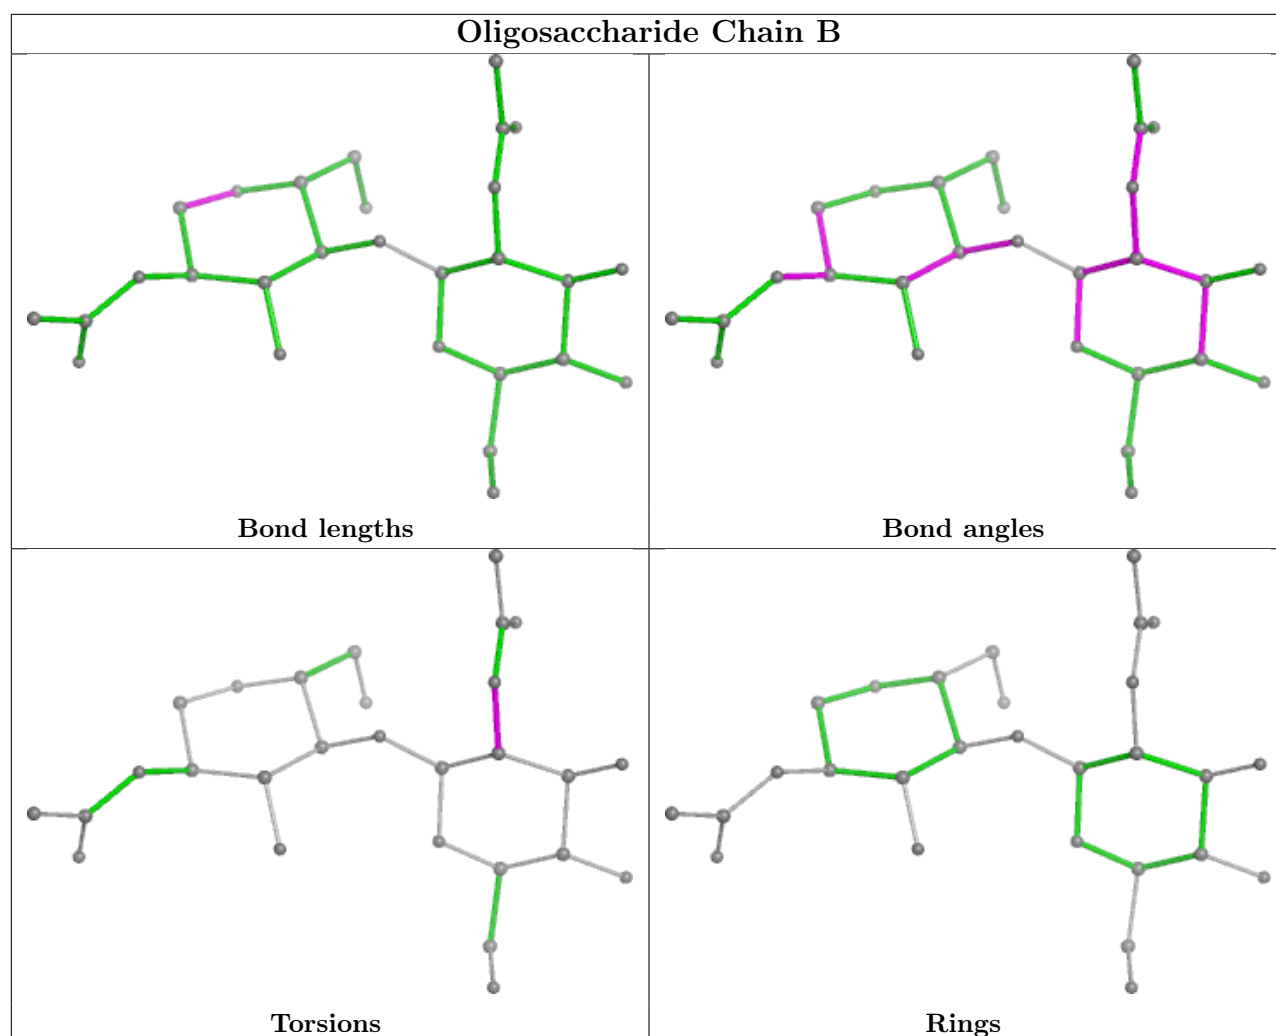 Oligosaccharide Chain B
Bond lengths
Bond angles
Torsions
Rings